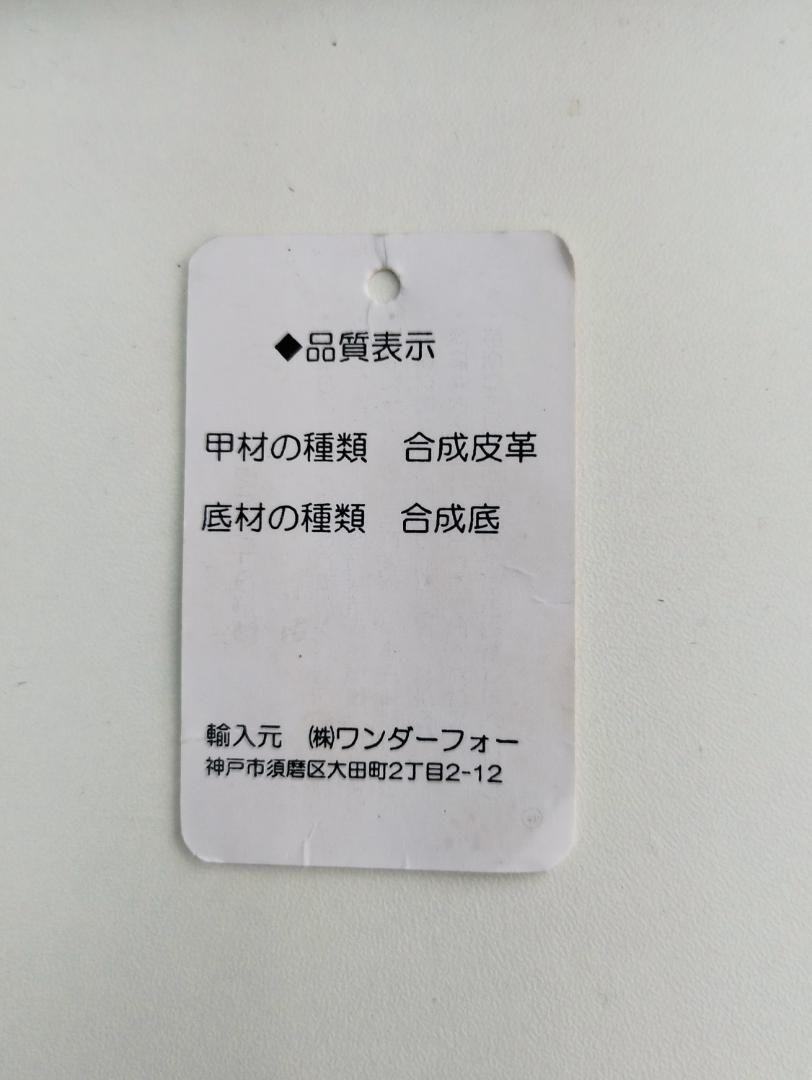 ◆品質表示
甲材の種類　合成皮革
底材の種類　合成底
輸入元　㈱ワンダーフォー
神戸市須磨区大田町2丁目2-12